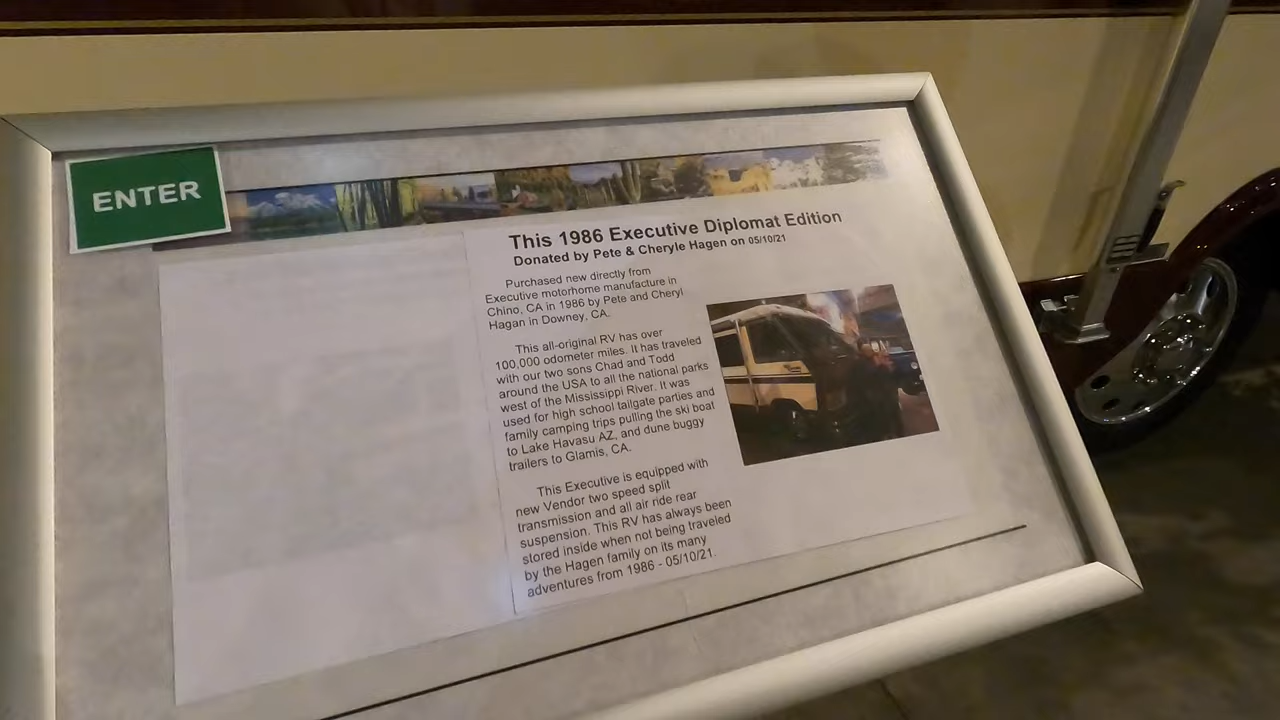 ENTER
This 1986 Executive Diplomat Edition
Donated by Pete & Cheryle Hagen on 05/10/21
Purchased new directly from
Executive motorhome manufacture in
Chino, CA in 1986 by Pete and Cheryl
Hagan in Downey, CA.
This all-original RV has over
100,000 odometer miles. It has traveled
with our two sons Chad and Todd
around the USA to all the national parks
west of the Mississippi River. It was
used for high school tailgate parties and
family camping trips pulling the ski boat
to Lake Havasu AZ, and dune buggy
trailers to Glamis, CA.
This Executive is equipped with
new Vendor two speed split
transmission and all air ride rear
suspension. This RV has always been
stored inside when not being traveled
by the Hagen family on its many
adventures from 1986 - 05/10/21.